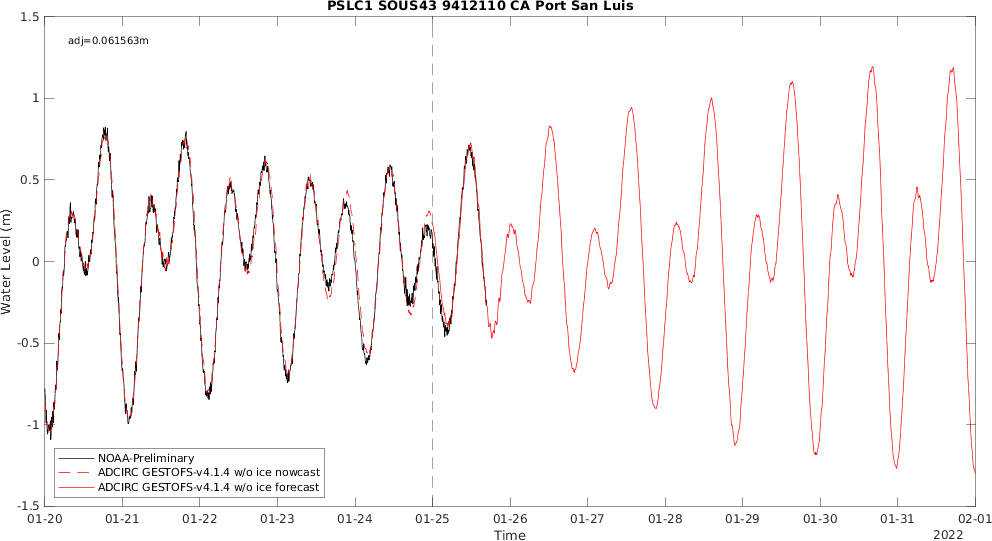 PSLC1 SOUS43 9412110 CA Port San Luis
adj=0.061563m
1.5
1
0.5
0
-0.5
-1
-1.5
Water Level (m)
NOAA-Preliminary
ADCIRC GESTOFS-v4.1.4 w/o ice nowcast
ADCIRC GESTOFS-v4.1.4 w/o ice forecast
01-20 01-21 01-22 01-23 01-24 01-25 01-26 01-27 01-28 01-29 01-30 01-31 02-01
Time
2022